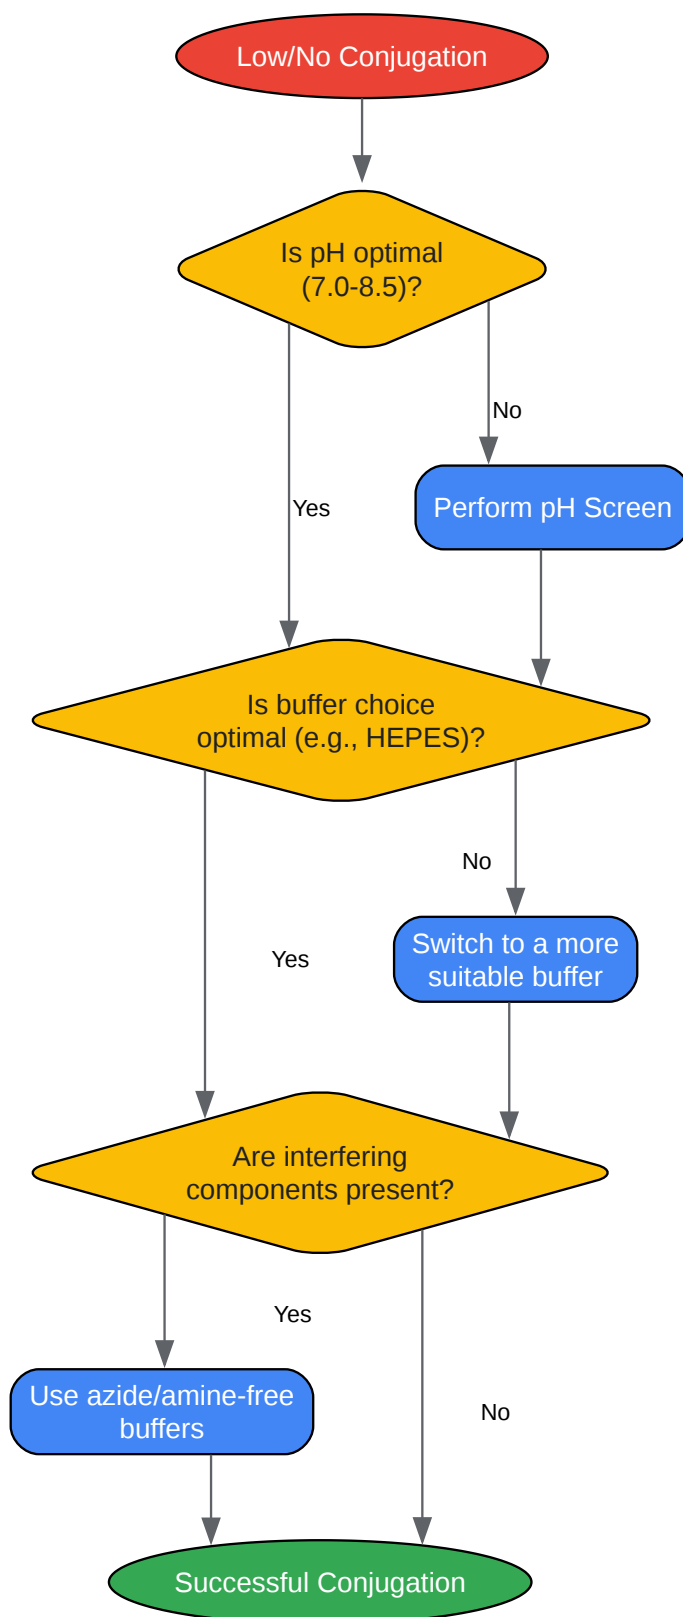 Low/No Conjugation
Is pH optimal
(7.0-8.5)?
No
Perform pH Screen
Yes
Is buffer choice
optimal (e.g., HEPES)?
No
Switch to a more
suitable buffer
Yes
Are interfering
components present?
Yes
Use azide/amine-free
buffers
No
Successful Conjugation